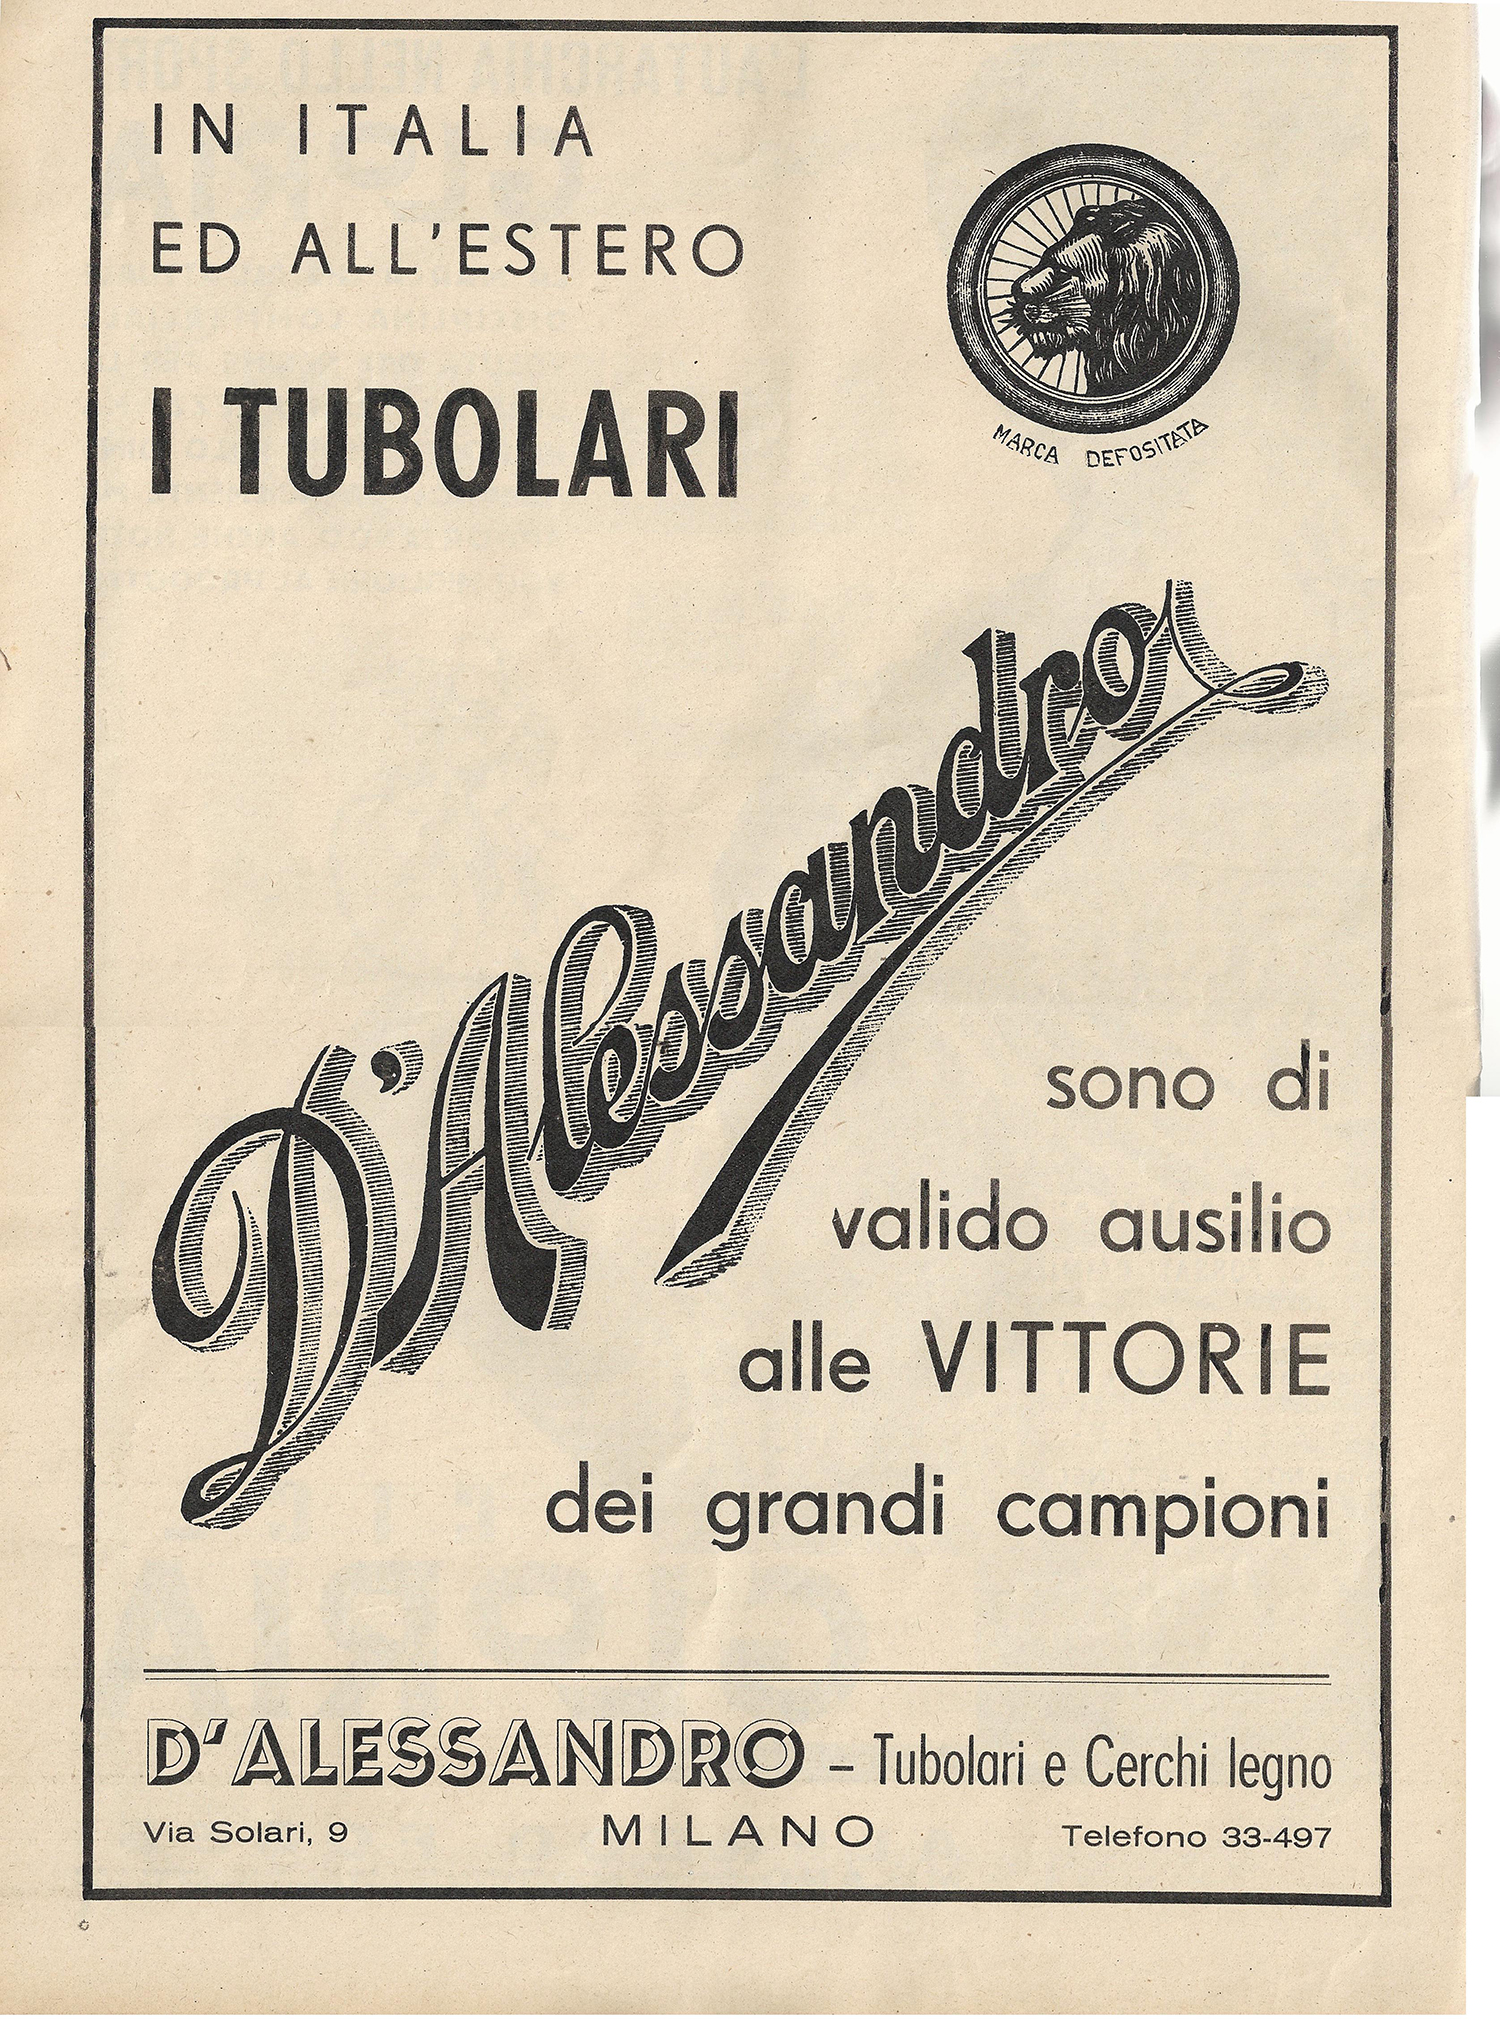 IN ITALIA
ED ALL'ESTERO
I TUBOLARI
MARCA DEFOSITATA
D'Alessandro
sono di
valido ausilio
alle VITTORIE
dei grandi campioni
D'ALESSANDRO – Tubolari e Cerchi legno
Via Solari, 9 MILANO Telefono 33-497